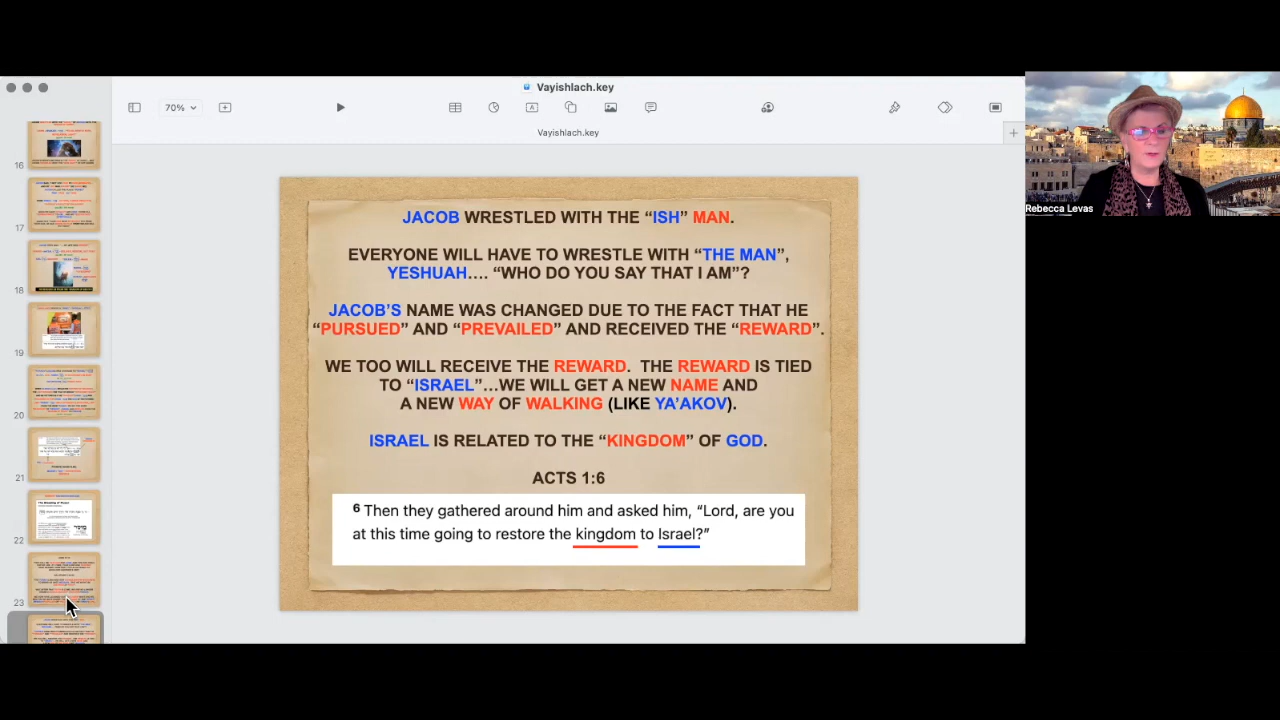 Vayishlach.key
70%
Vayishlach.key
16
17
18
19
20
21
22
23
JACOB WRESTLED WITH THE “ISH” MAN.
EVERYONE WILL HAVE TO WRESTLE WITH “THE MAN”,
YESHUAH…. “WHO DO YOU SAY THAT I AM”?
JACOB’S NAME WAS CHANGED DUE TO THE FACT THAT HE
“PURSUED” AND “PREVAILED” AND RECEIVED THE “REWARD”.
WE TOO WILL RECEIVE THE REWARD. THE REWARD IS TIED
TO “ISRAEL”…WE WILL GET A NEW NAME AND
A NEW WAY OF WALKING (LIKE YA’AKOV).
ISRAEL IS RELATED TO THE “KINGDOM” OF GOD.
ACTS 1:6
6 Then they gathered around him and asked him, “Lord, are you
at this time going to restore the kingdom to Israel?”
Rebecca Levas